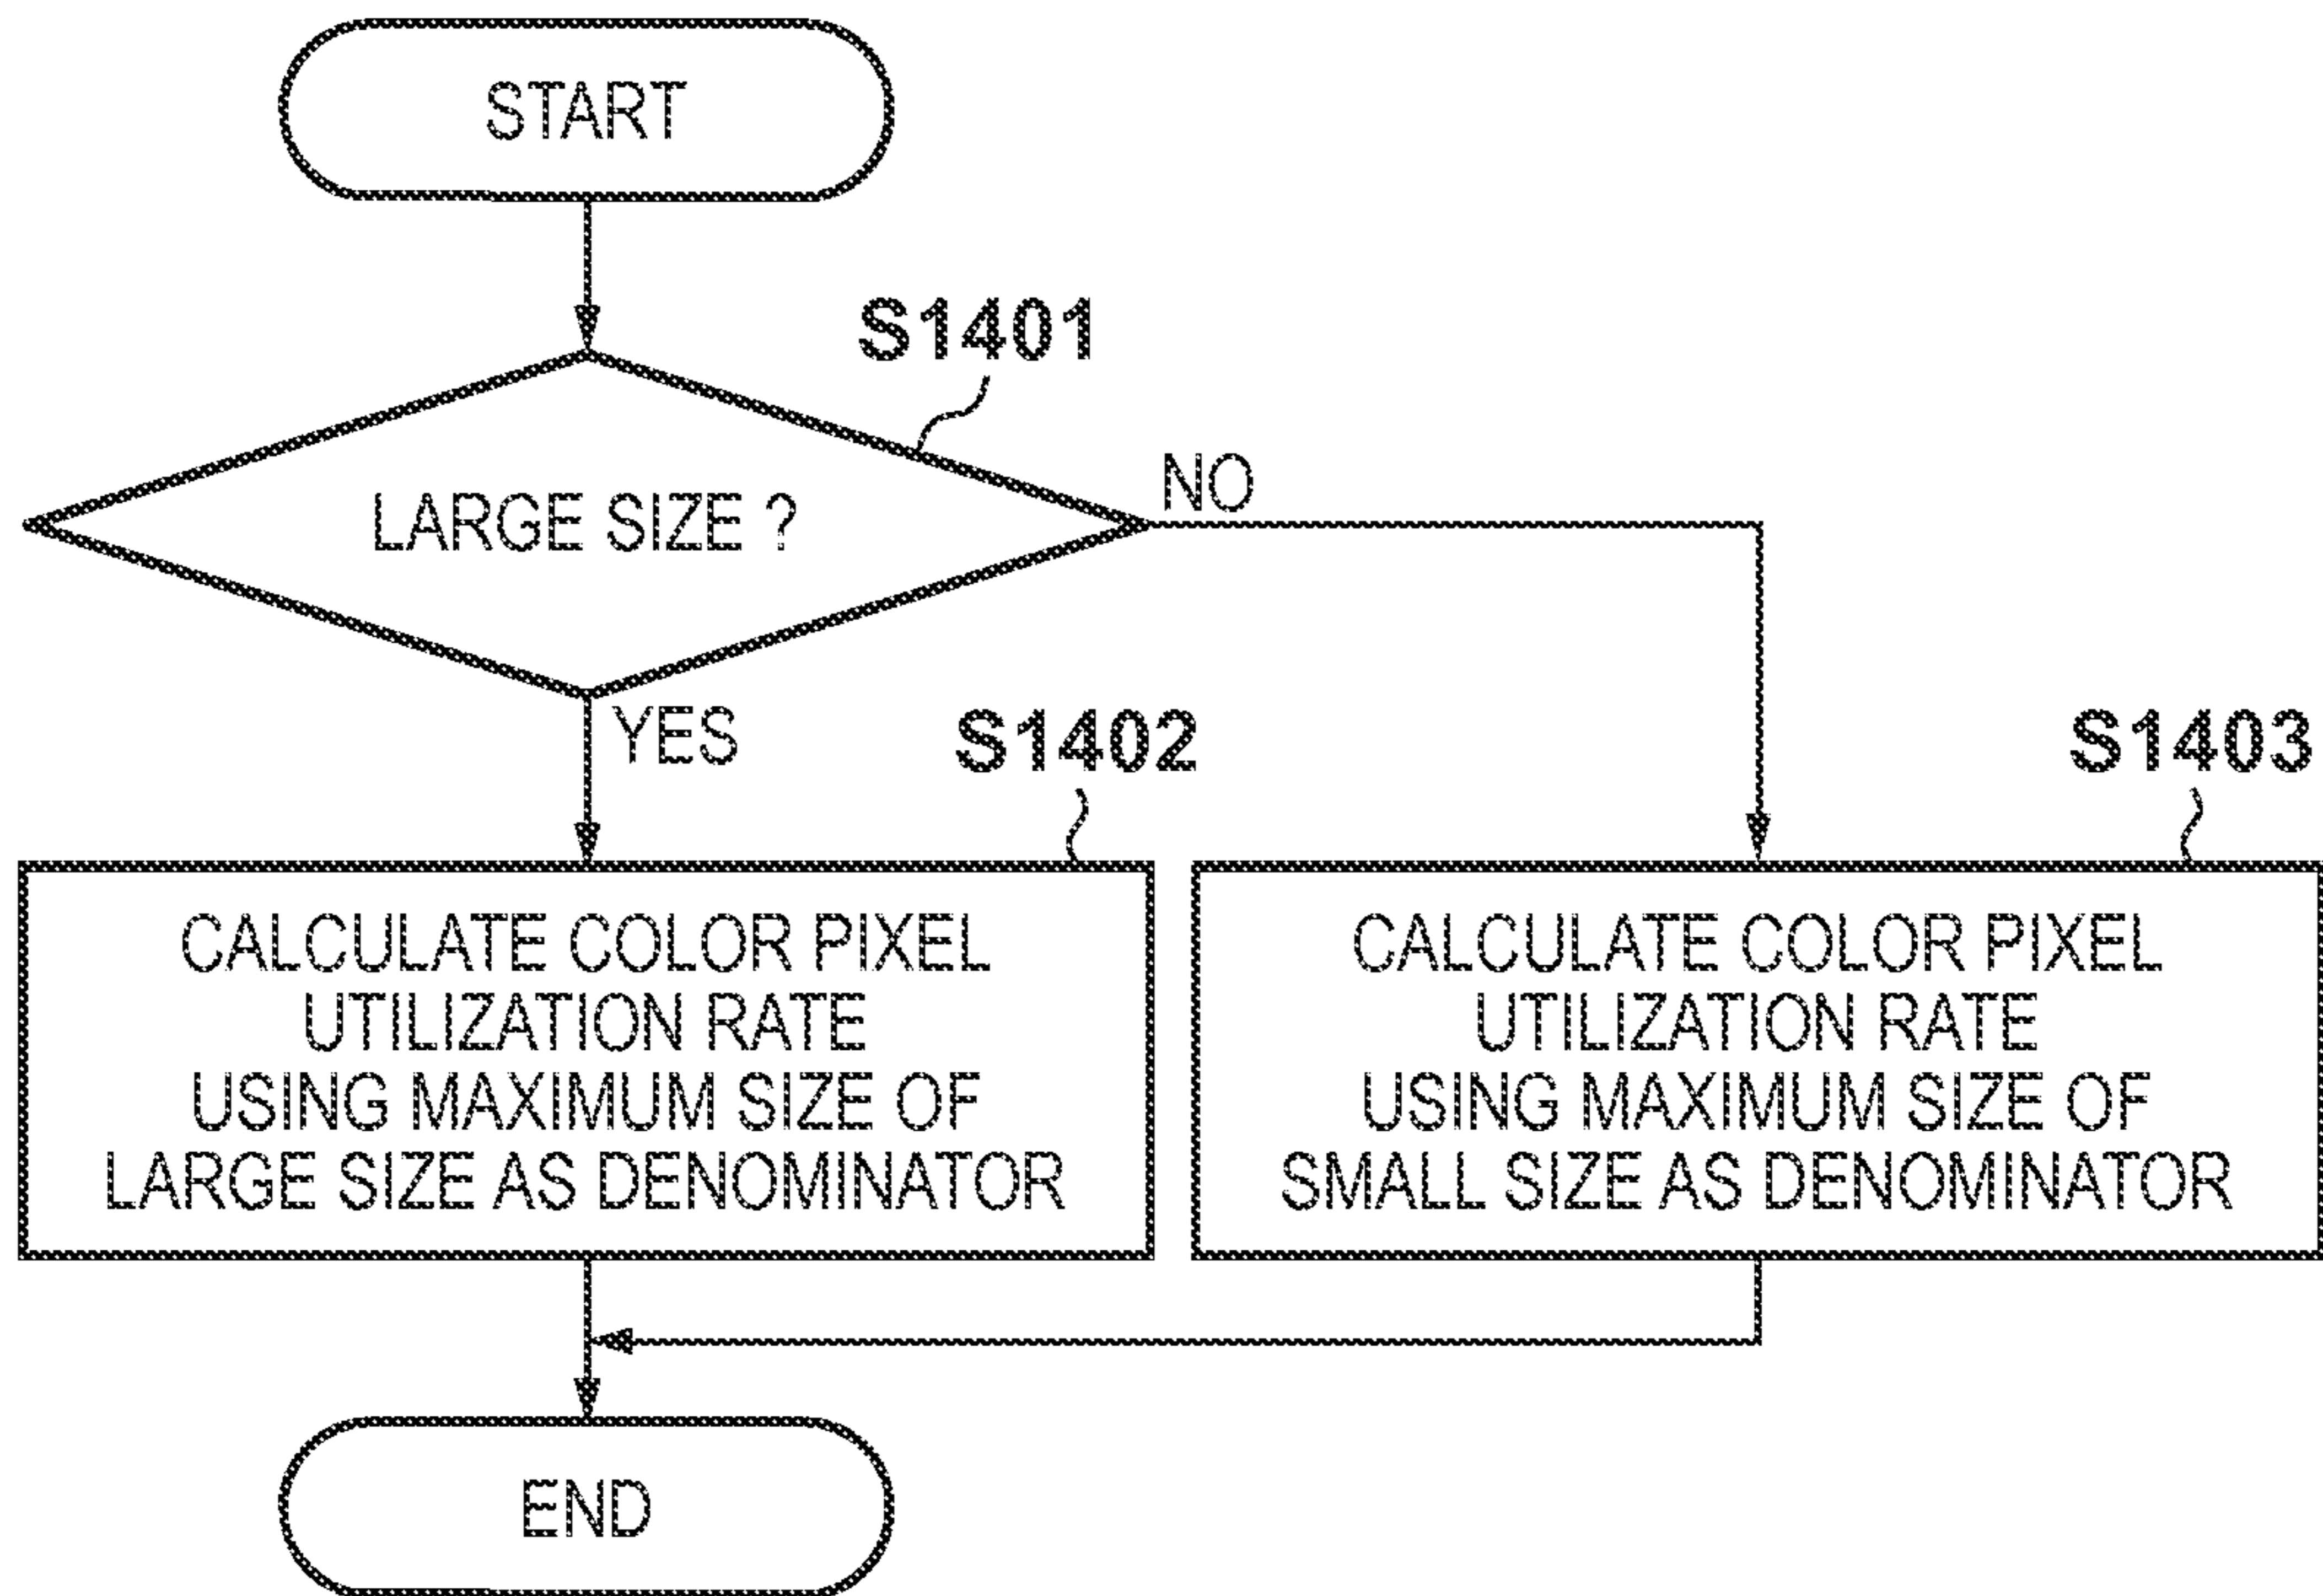 START
S1401
LARGE SIZE ?
NO
YES
S1402
CALCULATE COLOR PIXEL
UTILIZATION RATE
USING MAXIMUM SIZE OF
LARGE SIZE AS DENOMINATOR
S1403
CALCULATE COLOR PIXEL
UTILIZATION RATE
USING MAXIMUM SIZE OF
SMALL SIZE AS DENOMINATOR
END